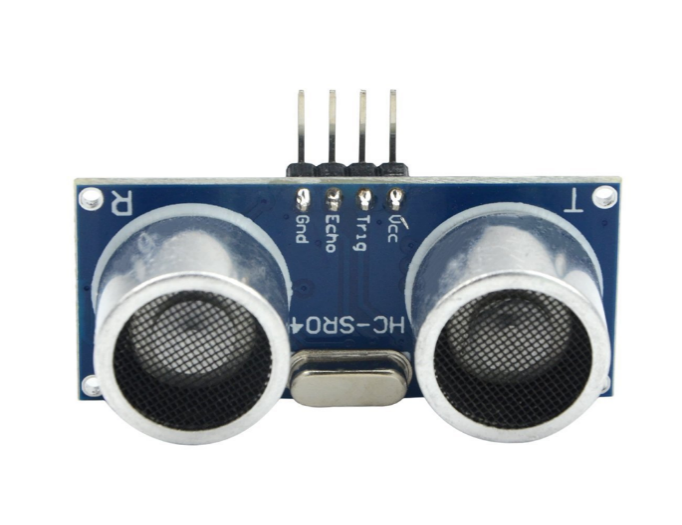 R
T
Gnd
Echo
Trig
Vcc
HC-SR04